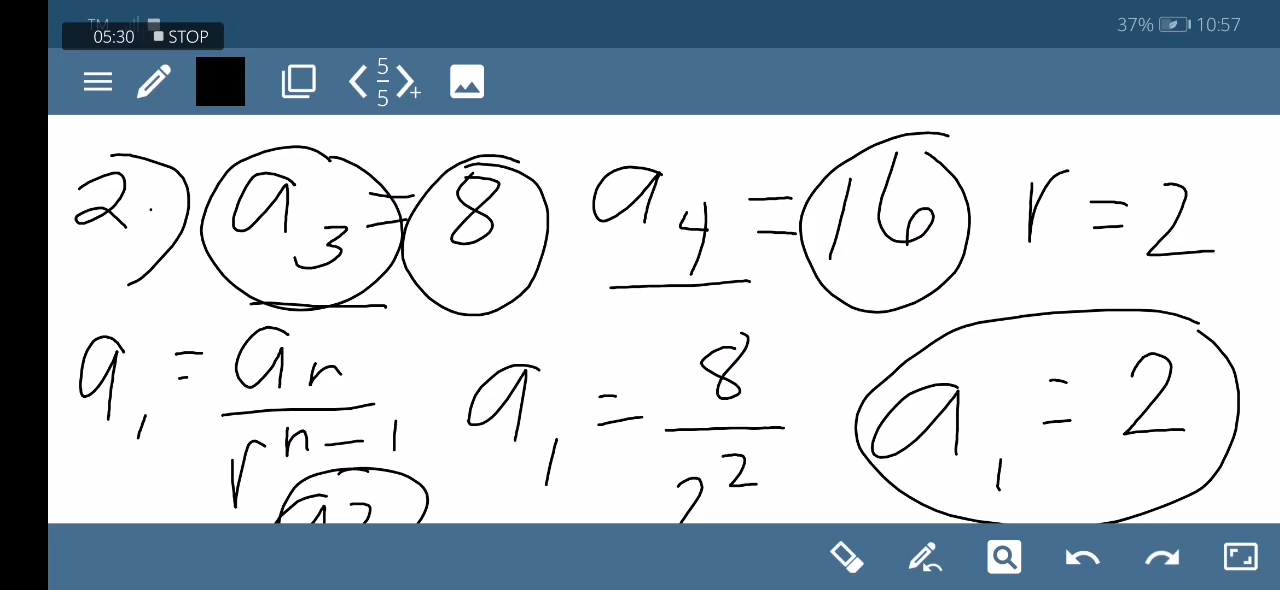 TM 37% 10:57
05:30 STOP
5
5
2) a3 = 8 a4 = 16 r = 2
a1 = an / r^n-1 a1 = 8 / 2^2 a1 = 2